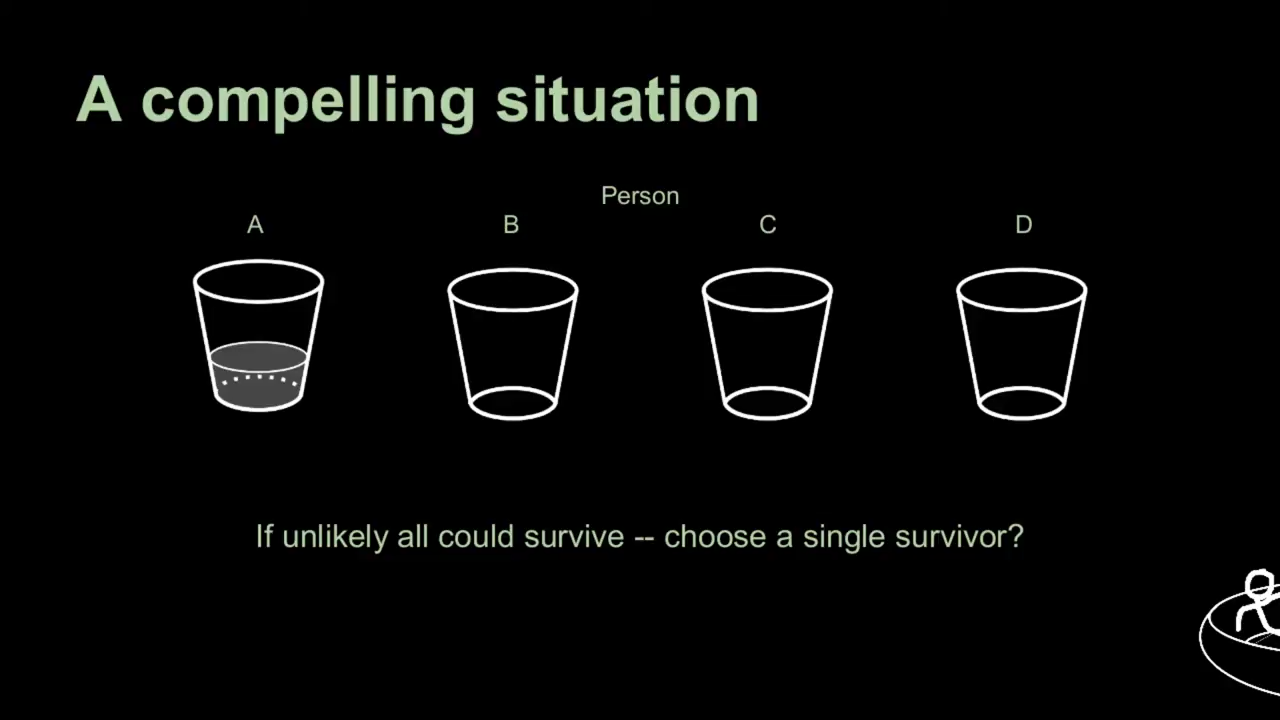 A compelling situation
Person
A B C D
If unlikely all could survive -- choose a single survivor?